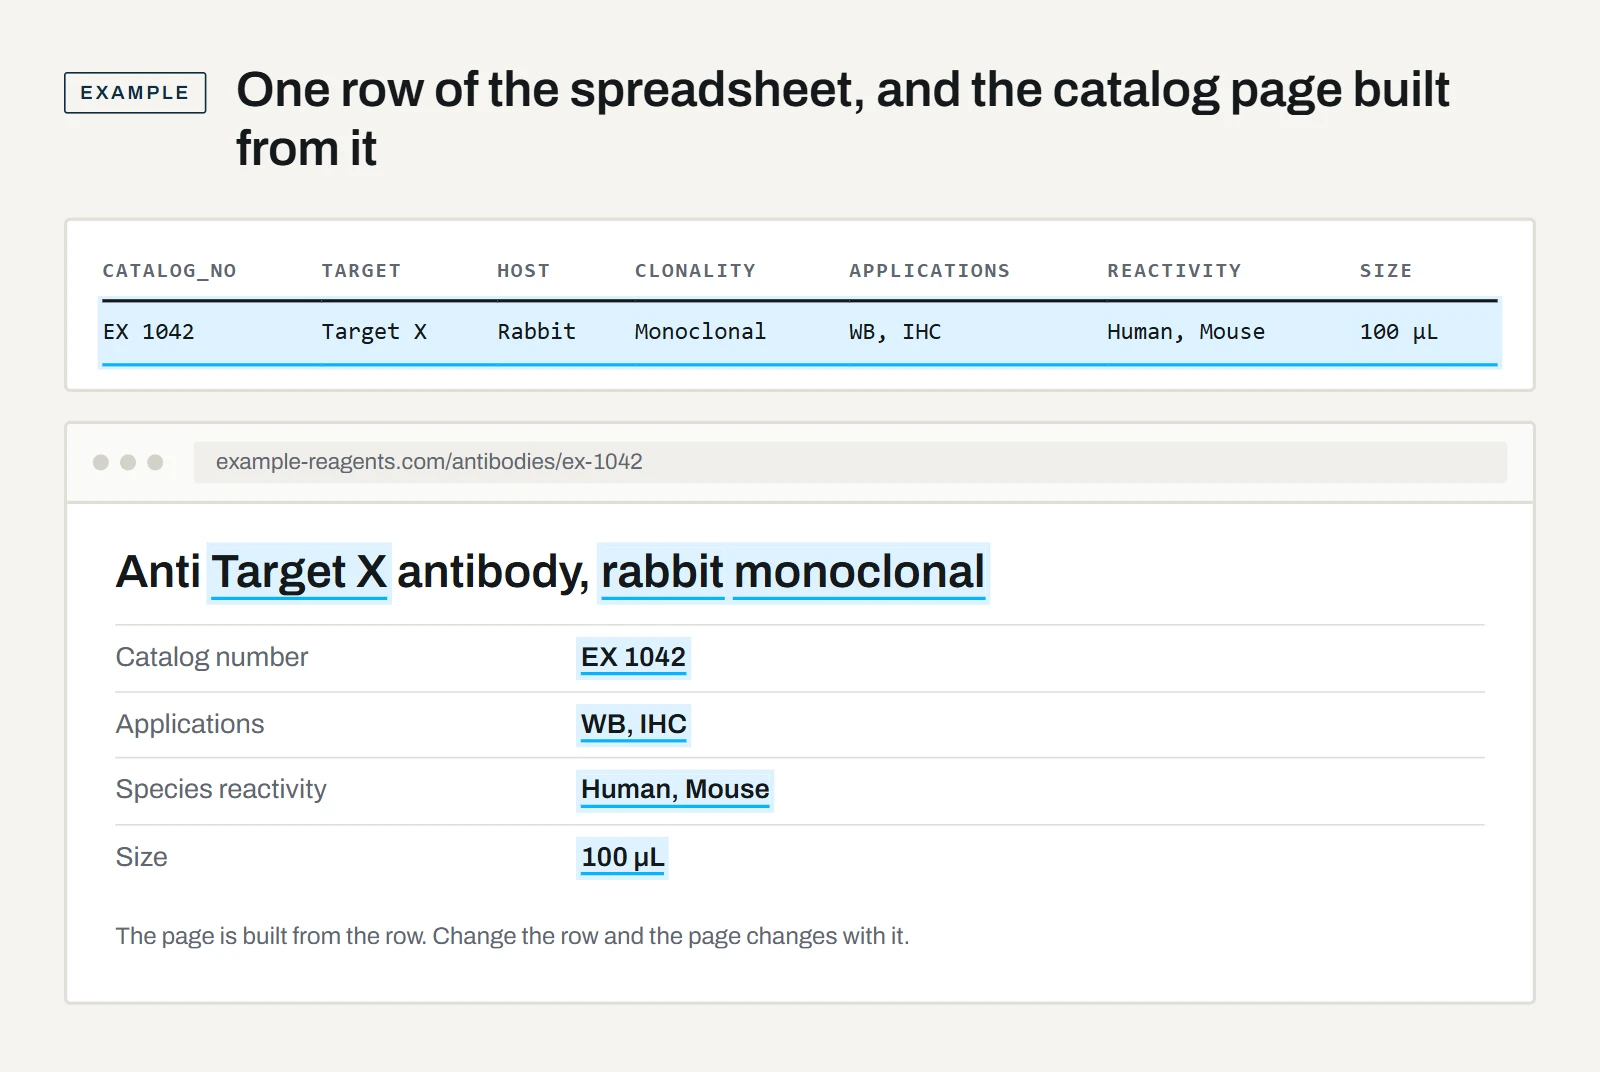 EXAMPLE
One row of the spreadsheet, and the catalog page built
from it
CATALOG_NO TARGET HOST CLONALITY APPLICATIONS REACTIVITY SIZE
EX 1042 Target X Rabbit Monoclonal WB, IHC Human, Mouse 100 µL
example-reagents.com/antibodies/ex-1042
Anti Target X antibody, rabbit monoclonal
Catalog number EX 1042
Applications WB, IHC
Species reactivity Human, Mouse
Size 100 µL
The page is built from the row. Change the row and the page changes with it.